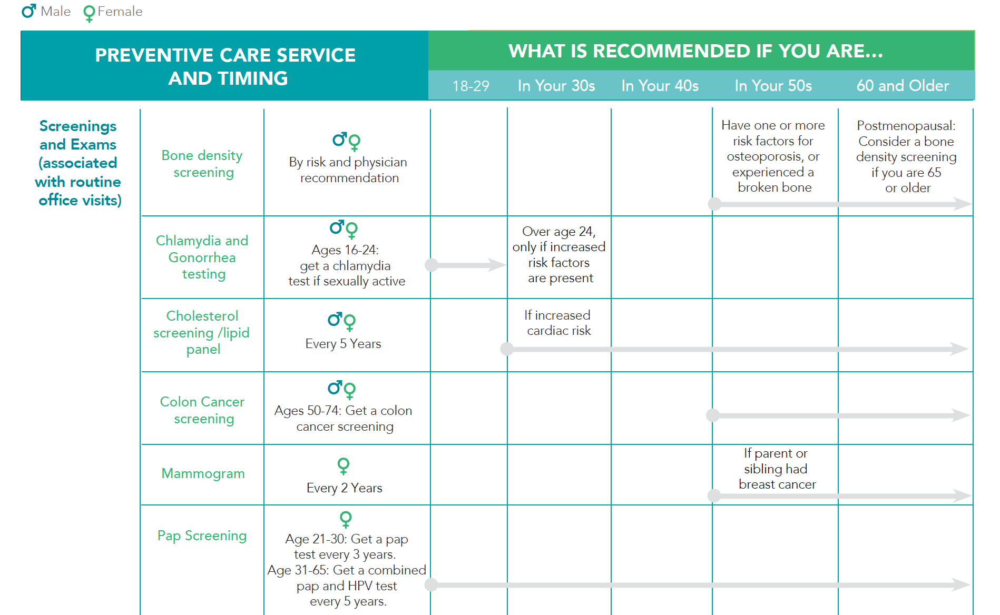 Male Female
PREVENTIVE CARE SERVICE
AND TIMING
WHAT IS RECOMMENDED IF YOU ARE...
18-29 In Your 30s In Your 40s In Your 50s 60 and Older
Screenings
and Exams
(associated
with routine
office visits)
Bone density
screening
By risk and physician
recommendation
Have one or more
risk factors for
osteoporosis, or
experienced a
broken bone
Postmenopausal:
Consider a bone
density screening
if you are 65
or older
Chlamydia and
Gonorrhea
testing
Ages 16-24:
get a chlamydia
test if sexually active
Over age 24,
only if increased
risk factors
are present
Cholesterol
screening /lipid
panel
Every 5 Years
If increased
cardiac risk
Colon Cancer
screening
Ages 50-74: Get a colon
cancer screening
Mammogram
Every 2 Years
If parent or
sibling had
breast cancer
Pap Screening
Age 21-30: Get a pap
test every 3 years.
Age 31-65: Get a combined
pap and HPV test
every 5 years.